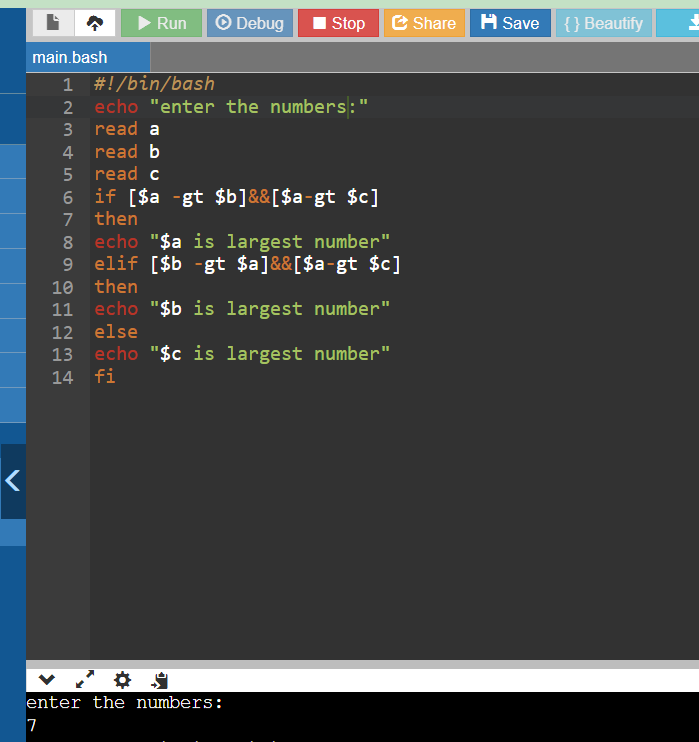 Run Debug Stop Share Save { } Beautify
main.bash
1 #!/bin/bash
2 echo "enter the numbers:"
3 read a
4 read b
5 read c
6 if [$a -gt $b]&&[$a-gt $c]
7 then
8 echo "$a is largest number"
9 elif [$b -gt $a]&&[$a-gt $c]
10 then
11 echo "$b is largest number"
12 else
13 echo "$c is largest number"
14 fi
enter the numbers:
7